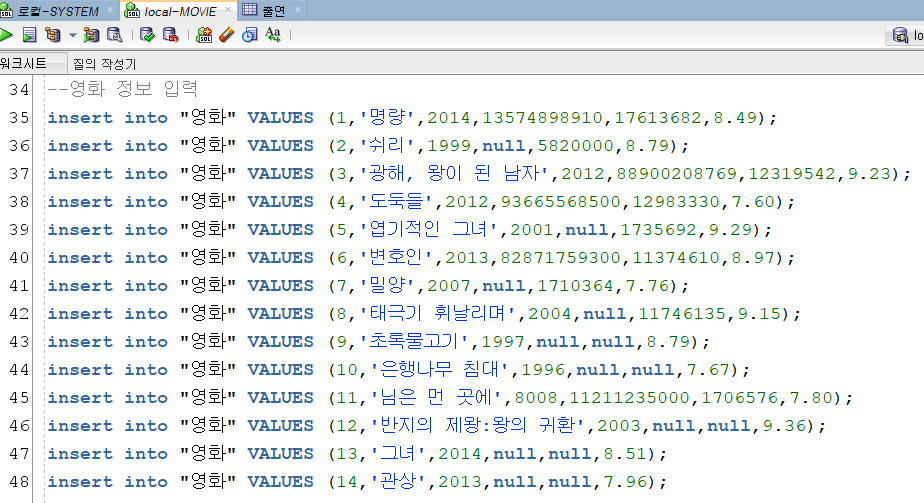 로컬-SYSTEM × local-MOVIE × 출연 ×
lo
워크시트 질의 작성기
34 --영화 정보 입력
35 insert into "영화" VALUES (1,'명량',2014,13574898910,17613682,8.49);
36 insert into "영화" VALUES (2,'쉬리',1999,null,5820000,8.79);
37 insert into "영화" VALUES (3,'광해, 왕이 된 남자',2012,88900208769,12319542,9.23);
38 insert into "영화" VALUES (4,'도둑들',2012,93665568500,12983330,7.60);
39 insert into "영화" VALUES (5,'엽기적인 그녀',2001,null,1735692,9.29);
40 insert into "영화" VALUES (6,'변호인',2013,82871759300,11374610,8.97);
41 insert into "영화" VALUES (7,'밀양',2007,null,1710364,7.76);
42 insert into "영화" VALUES (8,'태극기 휘날리며',2004,null,11746135,9.15);
43 insert into "영화" VALUES (9,'초록물고기',1997,null,null,8.79);
44 insert into "영화" VALUES (10,'은행나무 침대',1996,null,null,7.67);
45 insert into "영화" VALUES (11,'님은 먼 곳에',8008,11211235000,1706576,7.80);
46 insert into "영화" VALUES (12,'반지의 제왕:왕의 귀환',2003,null,null,9.36);
47 insert into "영화" VALUES (13,'그녀',2014,null,null,8.51);
48 insert into "영화" VALUES (14,'관상',2013,null,null,7.96);